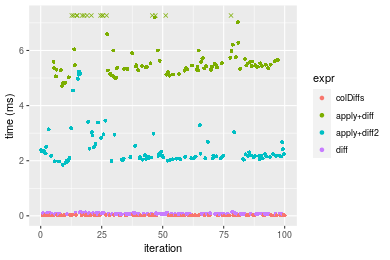 time (ms)
6
4
2
0
0
25
50
75
100
iteration
expr
colDiffs
apply+diff
apply+diff2
diff